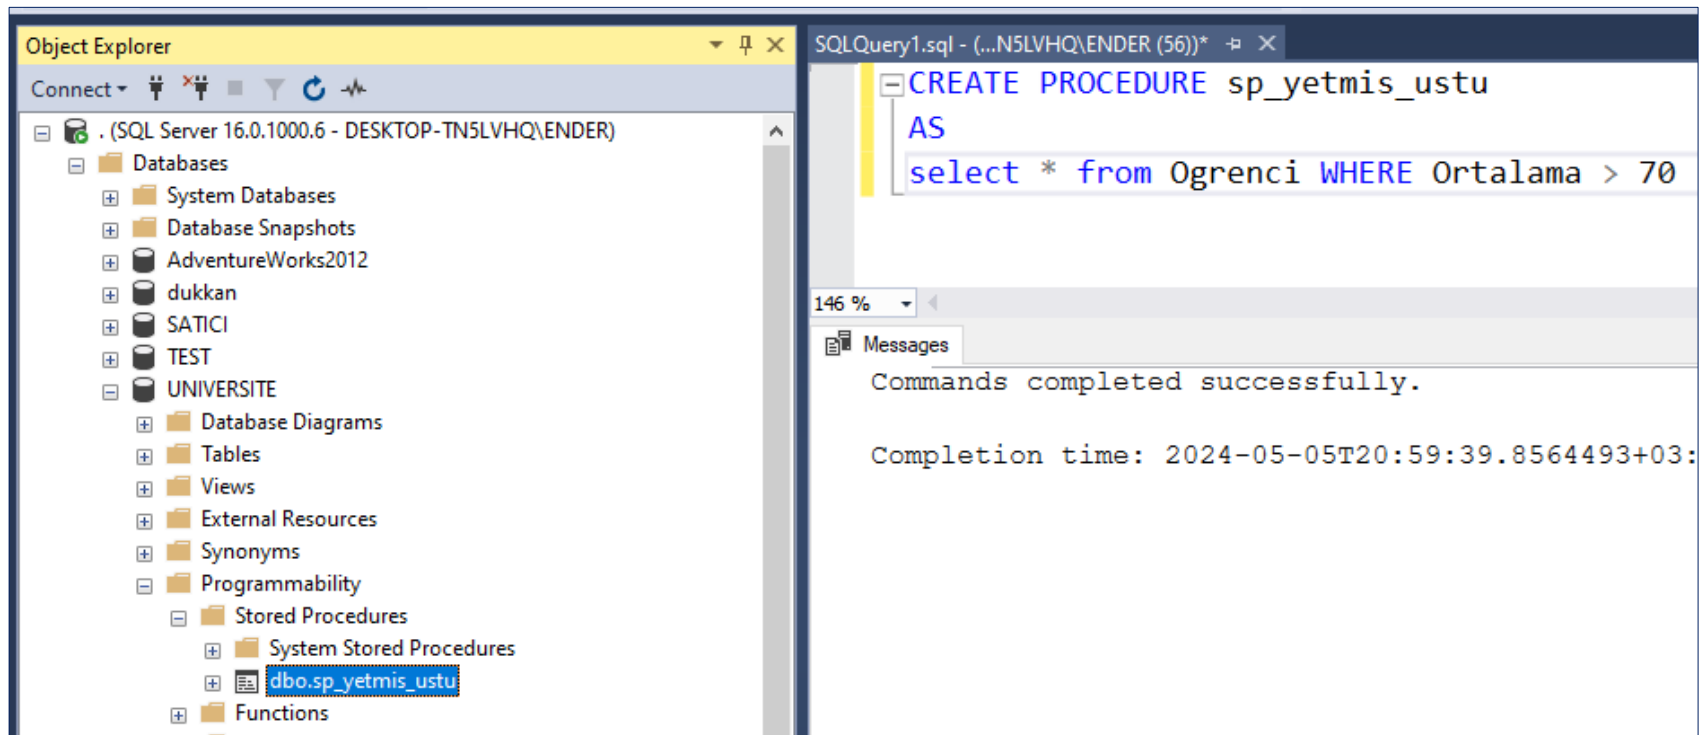 Object Explorer
Connect
. (SQL Server 16.0.1000.6 - DESKTOP-TN5LVHQ\ENDER)
Databases
System Databases
Database Snapshots
AdventureWorks2012
dukkan
SATICI
TEST
UNIVERSITE
Database Diagrams
Tables
Views
External Resources
Synonyms
Programmability
Stored Procedures
System Stored Procedures
dbo.sp_yetmis_ustu
Functions
SQLQuery1.sql - (...N5LVHQ\ENDER (56))*
CREATE PROCEDURE sp_yetmis_ustu
AS
select * from Ogrenci WHERE Ortalama > 70
146 %
Messages
Commands completed successfully.
Completion time: 2024-05-05T20:59:39.8564493+03: